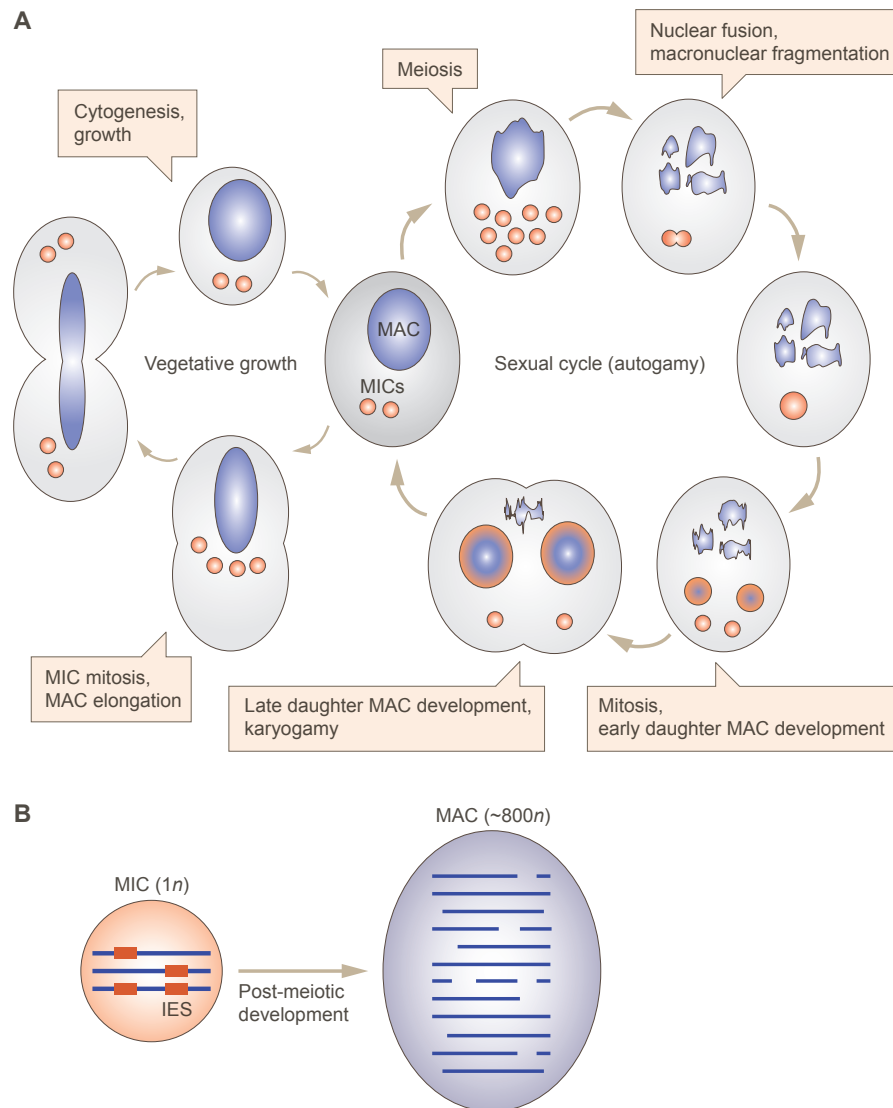 A
Nuclear fusion,
macronuclear fragmentation
Meiosis
Cytogenesis,
growth
MAC
Vegetative growth
Sexual cycle (autogamy)
MICs
MIC mitosis,
MAC elongation
Late daughter MAC development,
karyogamy
Mitosis,
early daughter MAC development
B
MAC (~800n)
MIC (1n)
IES
Post-meiotic
development